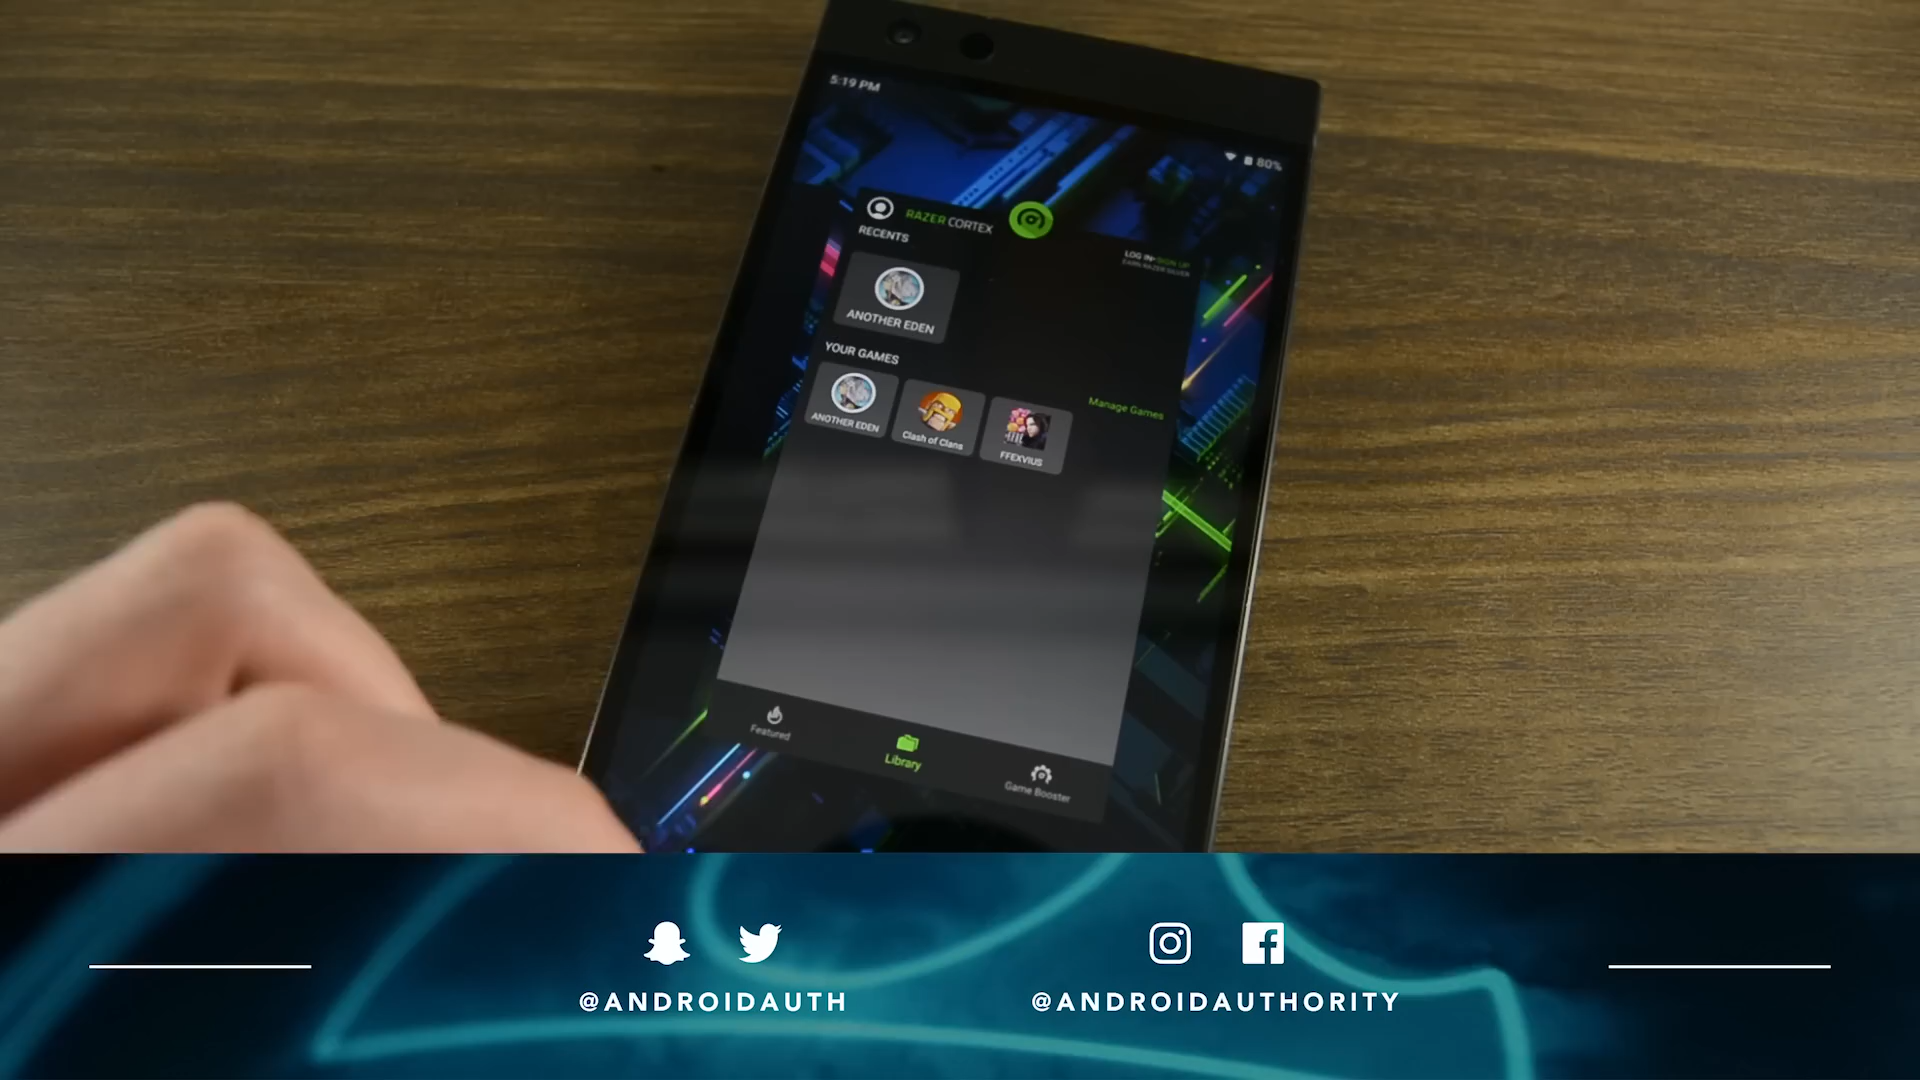 5:19 PM
80%
RAZER CORTEX
RECENTS
LOG IN• SIGN UP
EARN RAZER SILVER
ANOTHER EDEN
YOUR GAMES
Manage Games
ANOTHER EDEN
Clash of Clans
FFEXVIUS
Featured
Library
Game Booster
@ANDROIDAUTH
@ANDROIDAUTHORITY